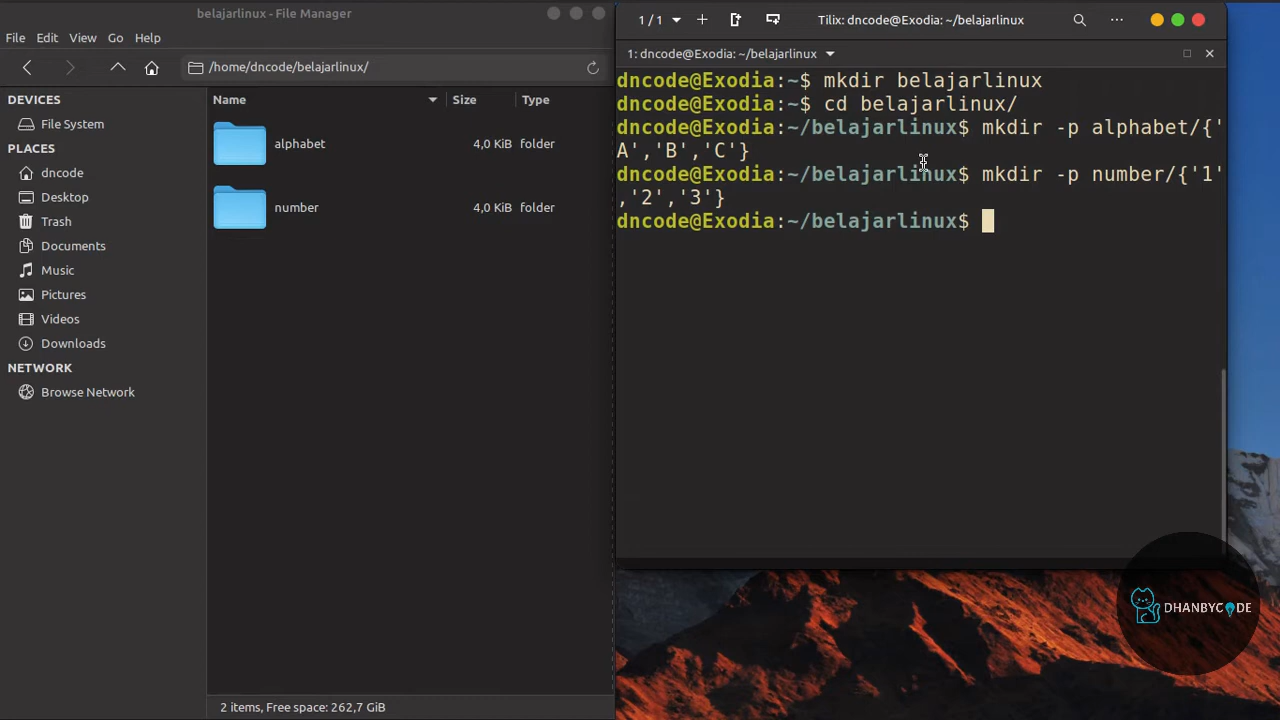 belajarlinux - File Manager
File Edit View Go Help
/home/dncode/belajarlinux/
DEVICES
File System
PLACES
dncode
Desktop
Trash
Documents
Music
Pictures
Videos
Downloads
NETWORK
Browse Network
Name Size Type
alphabet 4,0 KiB folder
number 4,0 KiB folder
2 items, Free space: 262,7 GiB
1 / 1 Tilix: dncode@Exodia: ~/belajarlinux
1: dncode@Exodia: ~/belajarlinux
dncode@Exodia:~$ mkdir belajarlinux
dncode@Exodia:~$ cd belajarlinux/
dncode@Exodia:~/belajarlinux$ mkdir -p alphabet/{'
A','B','C'}
dncode@Exodia:~/belajarlinux$ mkdir -p number/{'1'
,'2','3'}
dncode@Exodia:~/belajarlinux$
DHANBYCODE